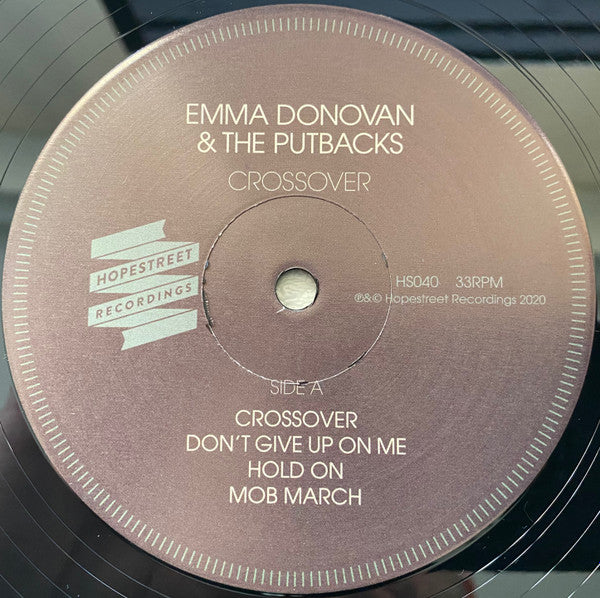 EMMA DONOVAN
& THE PUTBACKS
CROSSOVER
HOPESTREET
RECORDINGS
HS040 33RPM
℗&© Hopestreet Recordings 2020
SIDE A
CROSSOVER
DON'T GIVE UP ON ME
HOLD ON
MOB MARCH